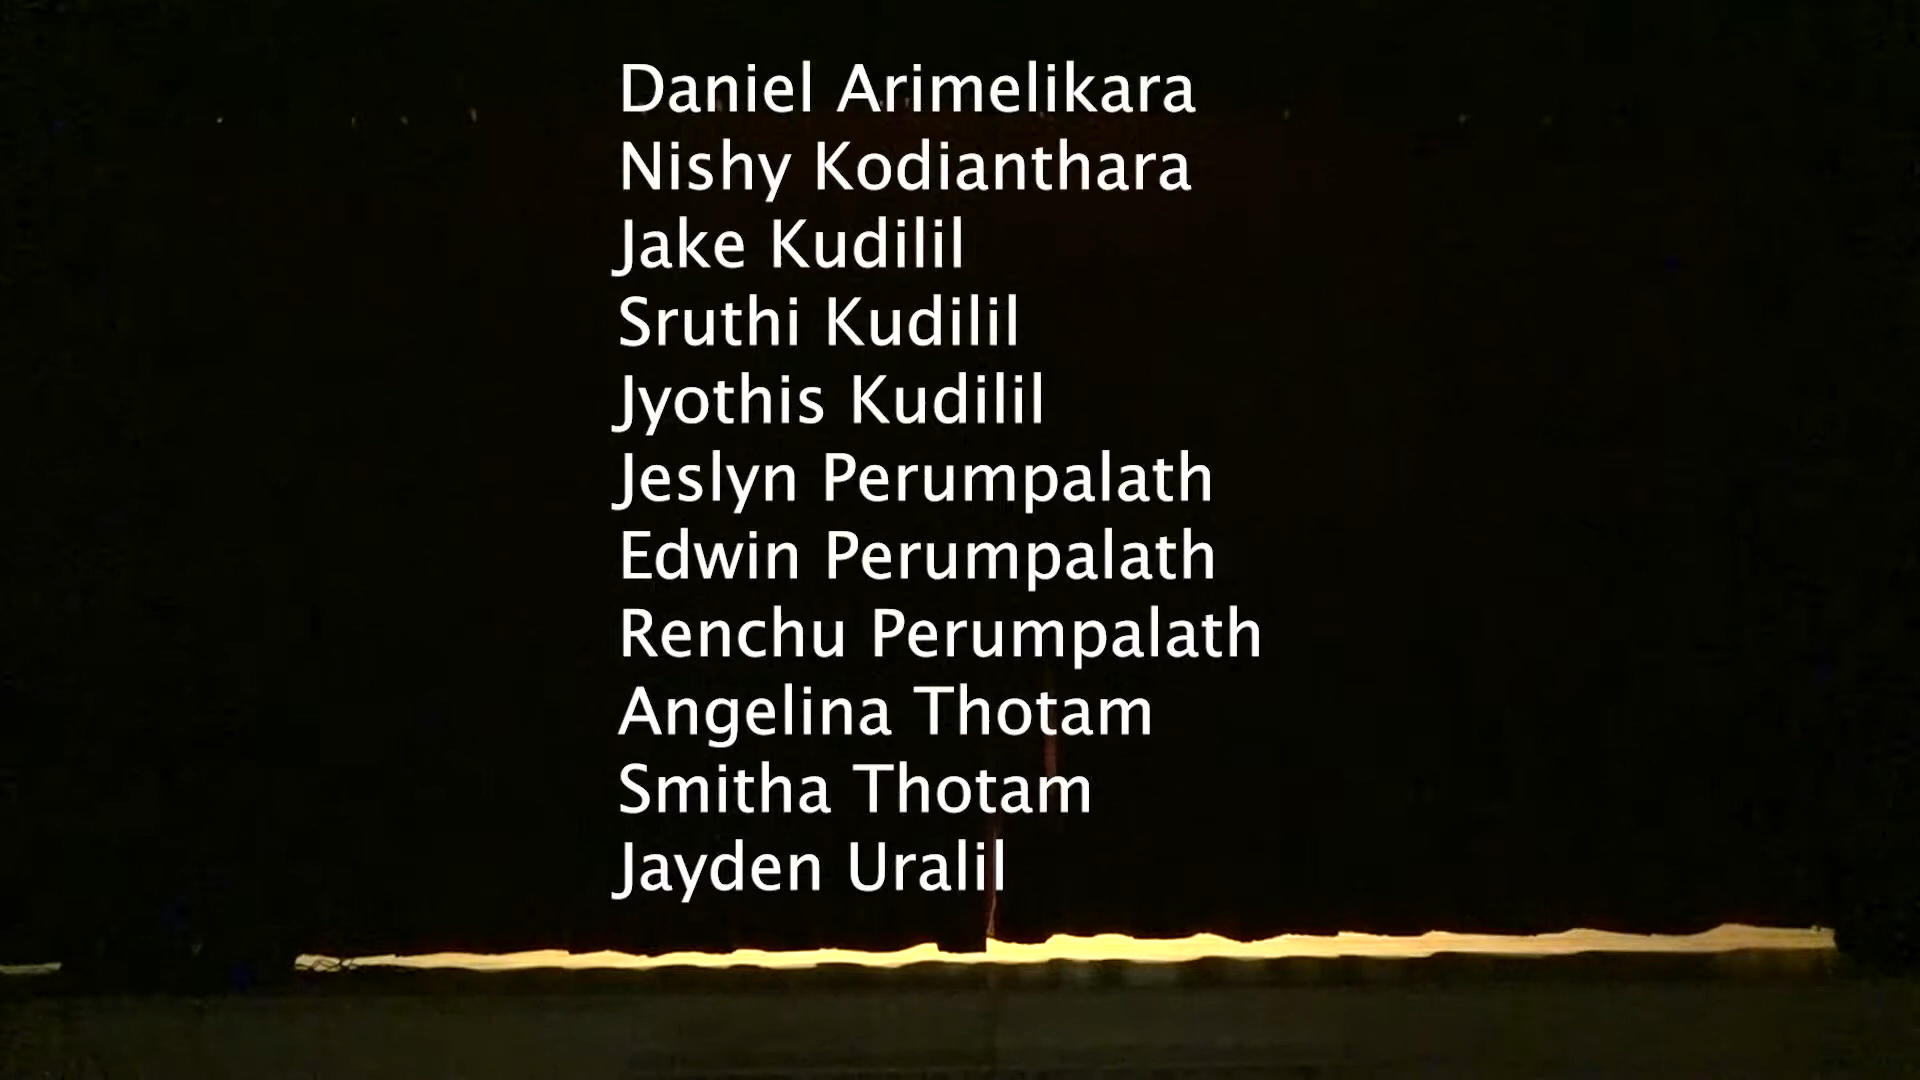 Daniel Arimelikara
Nishy Kodianthara
Jake Kudilil
Sruthi Kudilil
Jyothis Kudilil
Jeslyn Perumpalath
Edwin Perumpalath
Renchu Perumpalath
Angelina Thotam
Smitha Thotam
Jayden Uralil